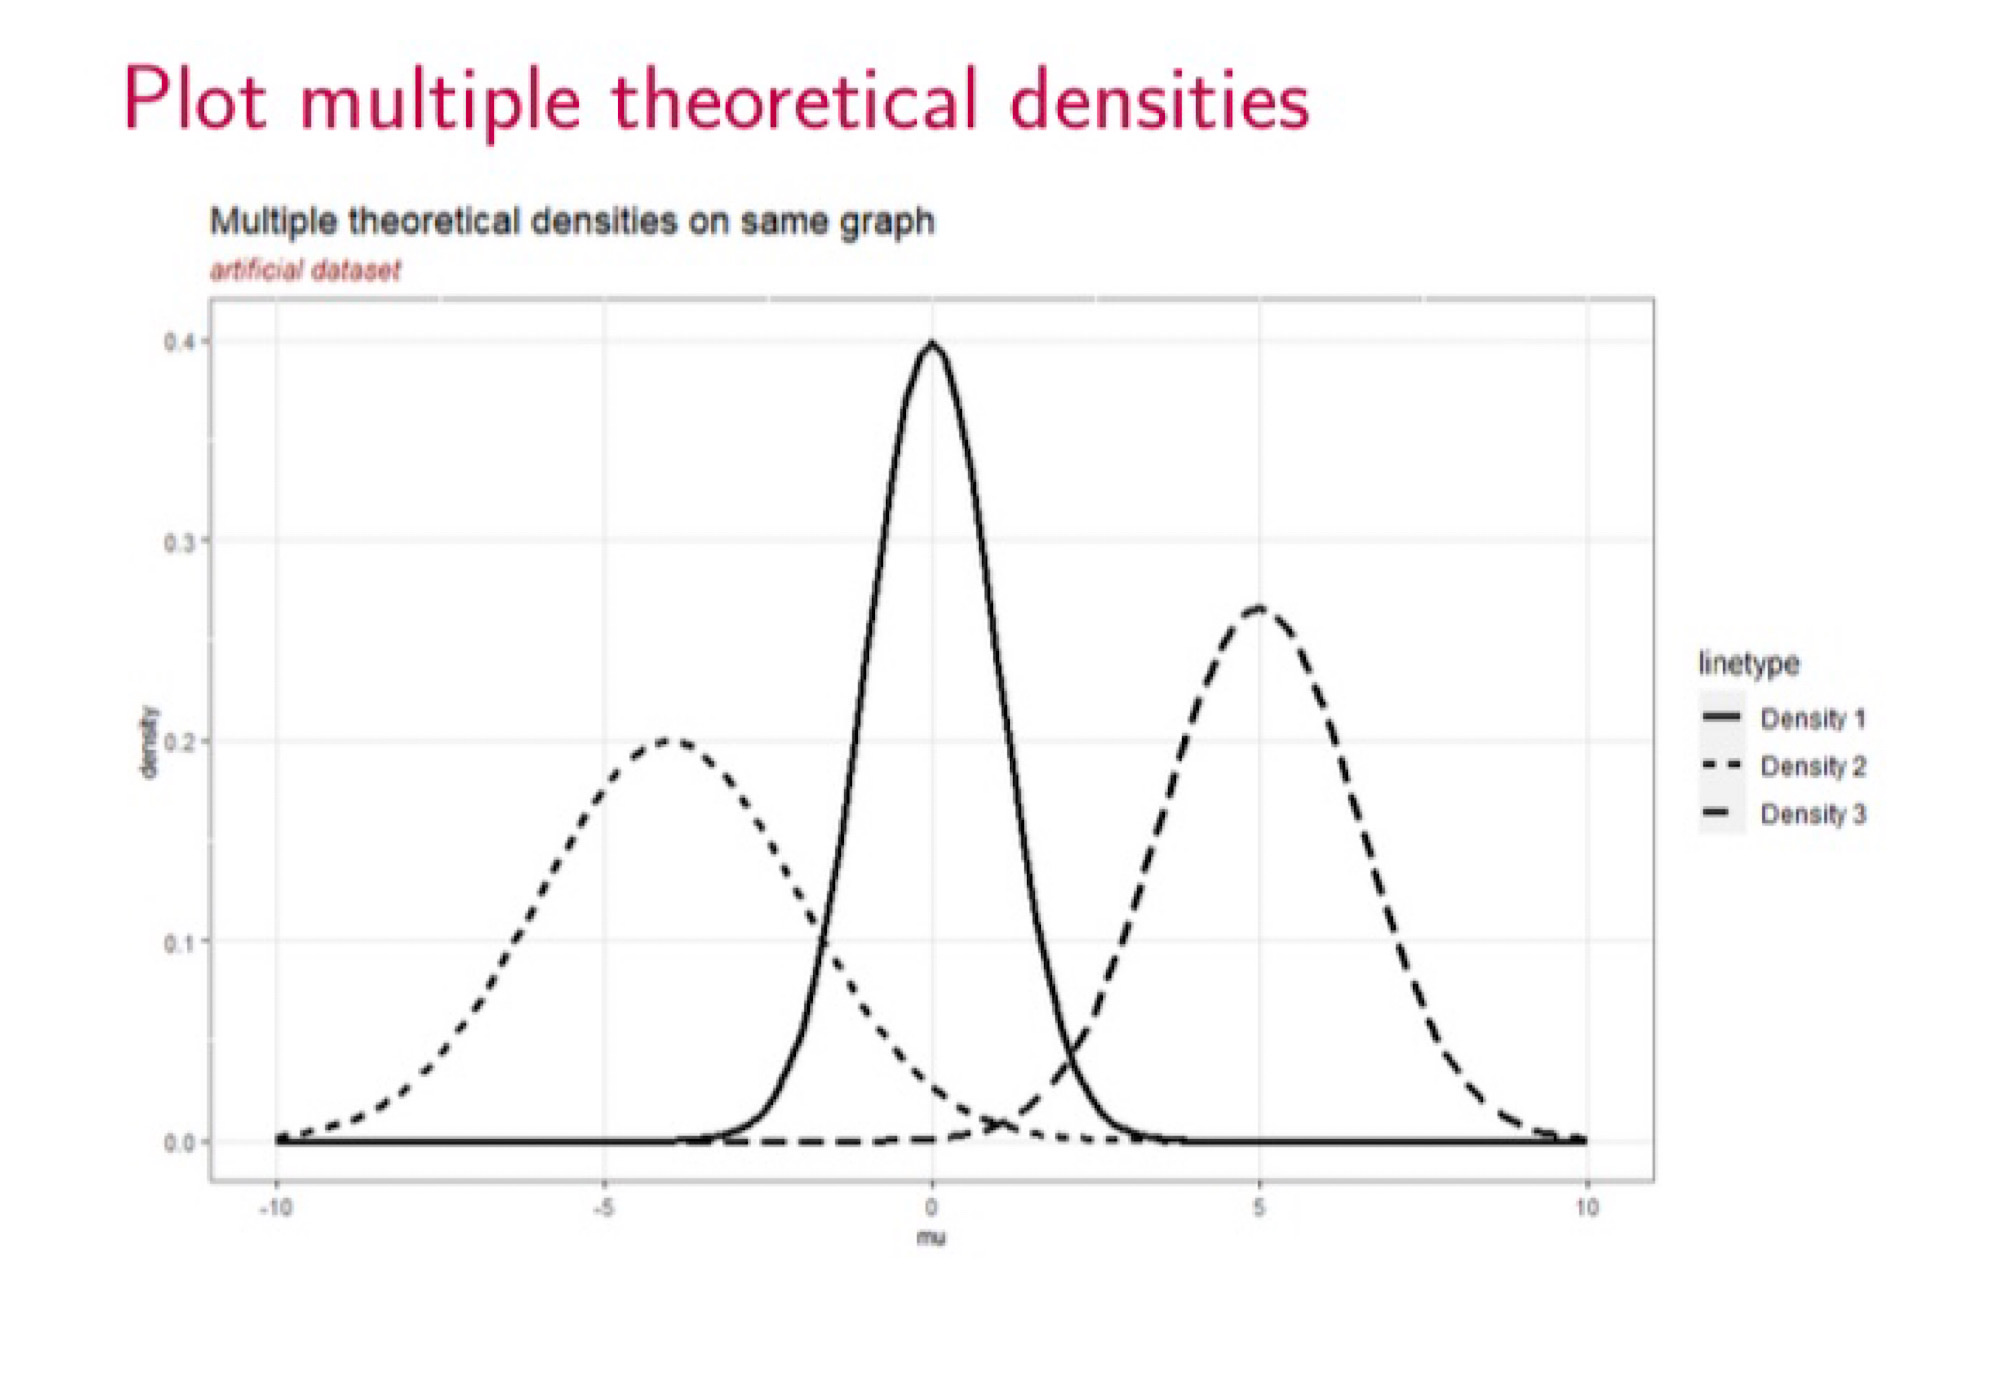 Plot multiple theoretical densities
Multiple theoretical densities on same graph
artificial dataset
0.4
0.3
0.2
0.1
0.0
density
-10 -5 0 5 10
mu
linetype
Density 1
Density 2
Density 3